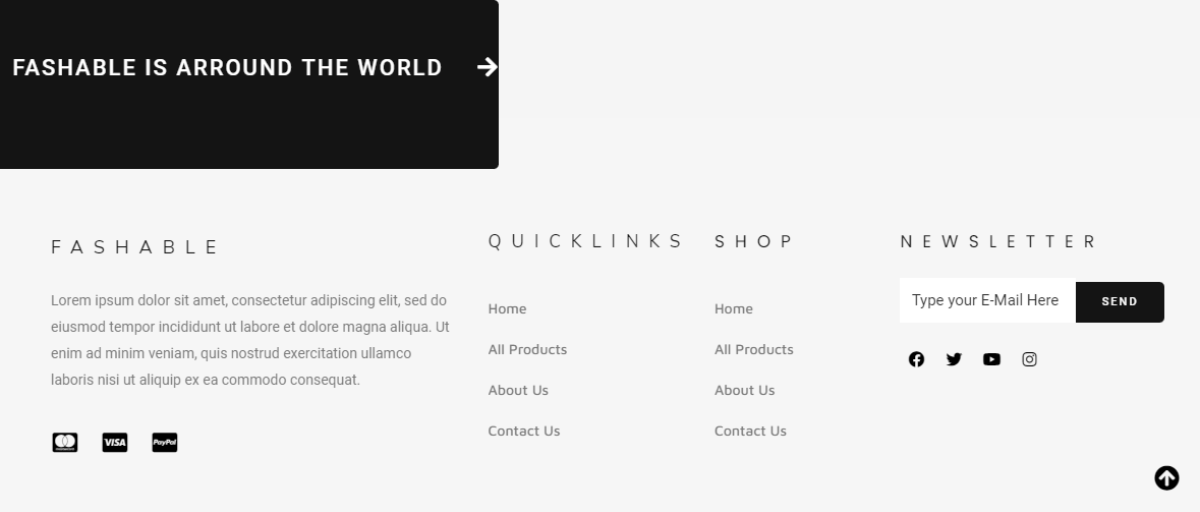 FASHABLE IS ARROUND THE WORLD
FASHABLE
Lorem ipsum dolor sit amet, consectetur adipiscing elit, sed do
eiusmod tempor incididunt ut labore et dolore magna aliqua. Ut
enim ad minim veniam, quis nostrud exercitation ullamco
laboris nisi ut aliquip ex ea commodo consequat.
VISA
PayPal
QUICKLINKS
Home
All Products
About Us
Contact Us
SHOP
Home
All Products
About Us
Contact Us
NEWSLETTER
Type your E-Mail Here
SEND